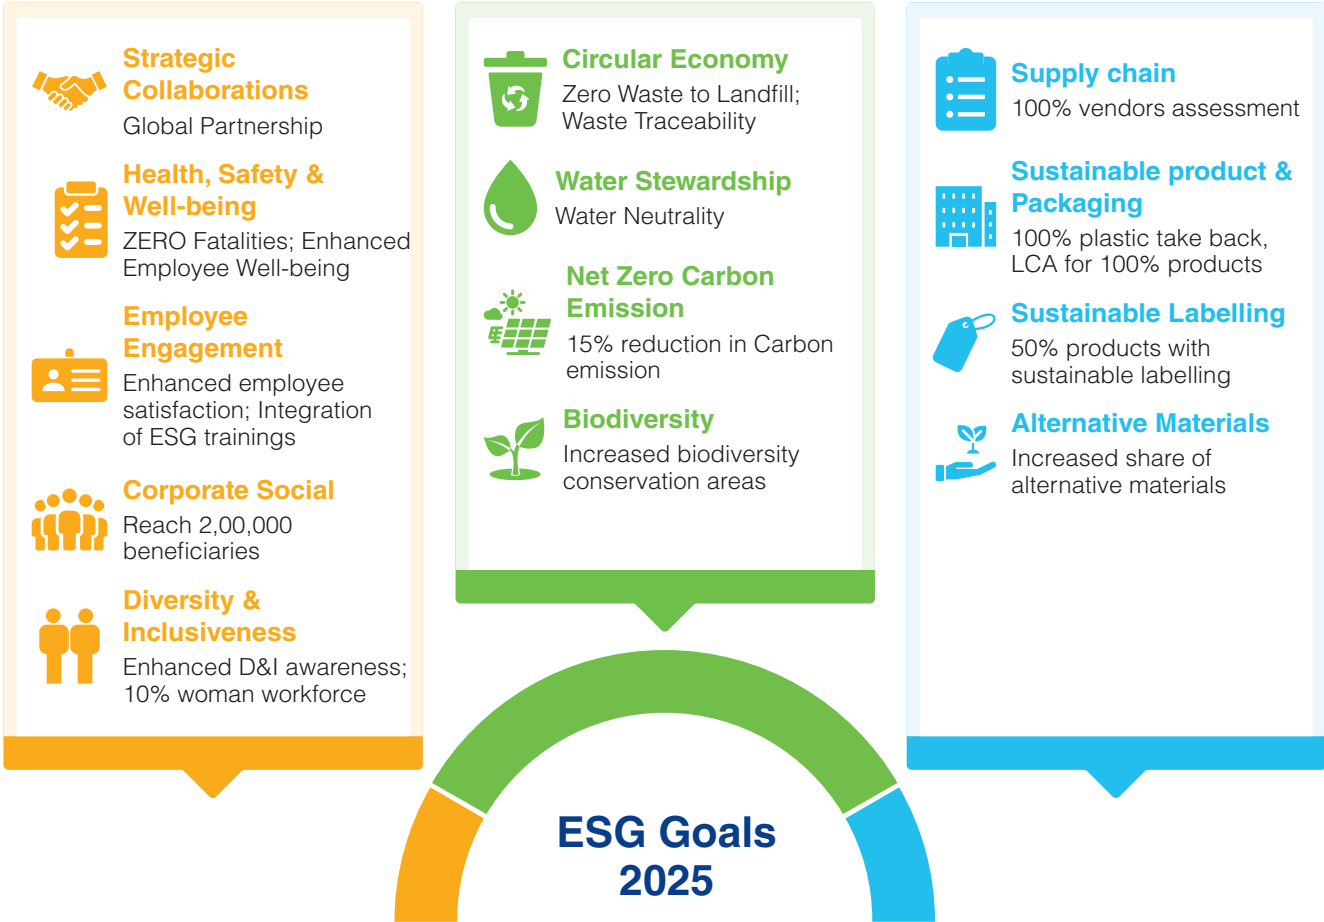 Strategic
Collaborations
Global Partnership
Health, Safety &
Well-being
ZERO Fatalities; Enhanced
Employee Well-being
Employee
Engagement
Enhanced employee
satisfaction; Integration
of ESG trainings
Corporate Social
Reach 2,00,000
beneficiaries
Diversity &
Inclusiveness
Enhanced D&I awareness;
10% woman workforce
Circular Economy
Zero Waste to Landfill;
Waste Traceability
Water Stewardship
Water Neutrality
Net Zero Carbon
Emission
15% reduction in Carbon
emission
Biodiversity
Increased biodiversity
conservation areas
Supply chain
100% vendors assessment
Sustainable product &
Packaging
100% plastic take back,
LCA for 100% products
Sustainable Labelling
50% products with
sustainable labelling
Alternative Materials
Increased share of
alternative materials
ESG Goals
2025